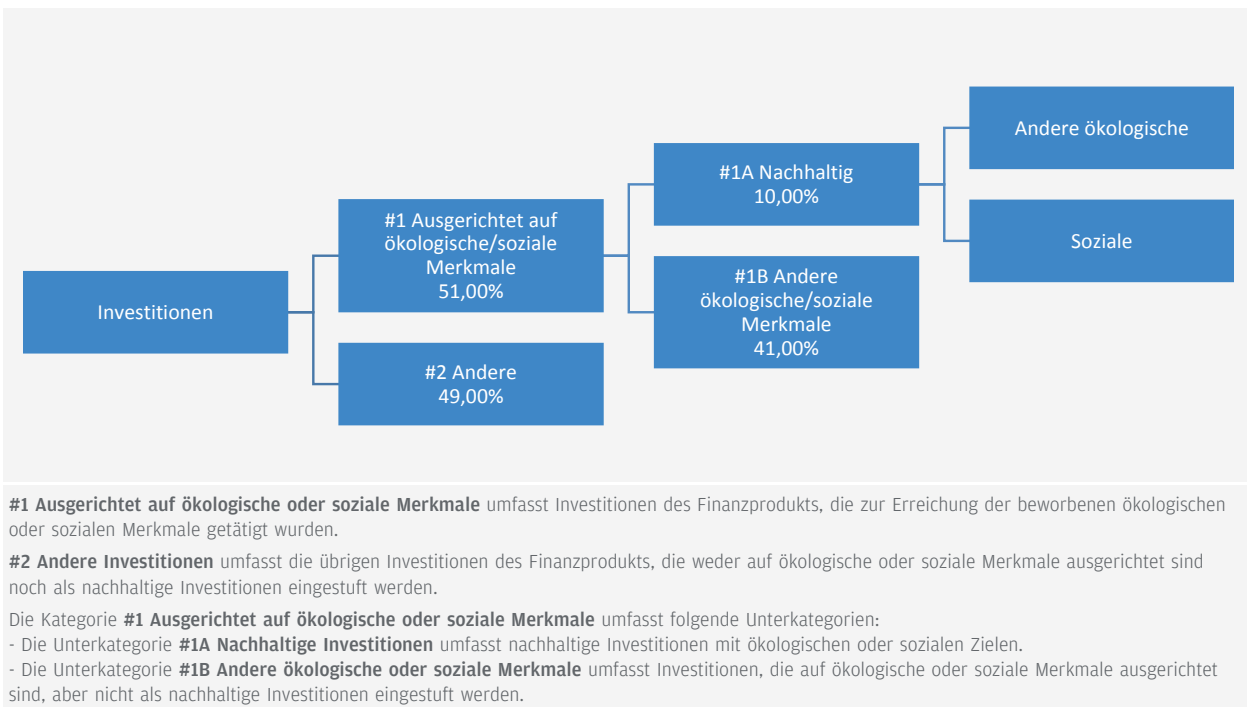 Andere ökologische
#1A Nachhaltig
10,00%
#1 Ausgerichtet auf
ökologische/soziale
Merkmale
51,00%
Soziale
#1B Andere
ökologische/soziale
Merkmale
41,00%
Investitionen
#2 Andere
49,00%
#1 Ausgerichtet auf ökologische oder soziale Merkmale umfasst Investitionen des Finanzprodukts, die zur Erreichung der beworbenen ökologischen
oder sozialen Merkmale getätigt wurden.
#2 Andere Investitionen umfasst die übrigen Investitionen des Finanzprodukts, die weder auf ökologische oder soziale Merkmale ausgerichtet sind
noch als nachhaltige Investitionen eingestuft werden.
Die Kategorie #1 Ausgerichtet auf ökologische oder soziale Merkmale umfasst folgende Unterkategorien:
- Die Unterkategorie #1A Nachhaltige Investitionen umfasst nachhaltige Investitionen mit ökologischen oder sozialen Zielen.
- Die Unterkategorie #1B Andere ökologische oder soziale Merkmale umfasst Investitionen, die auf ökologische oder soziale Merkmale ausgerichtet
sind, aber nicht als nachhaltige Investitionen eingestuft werden.